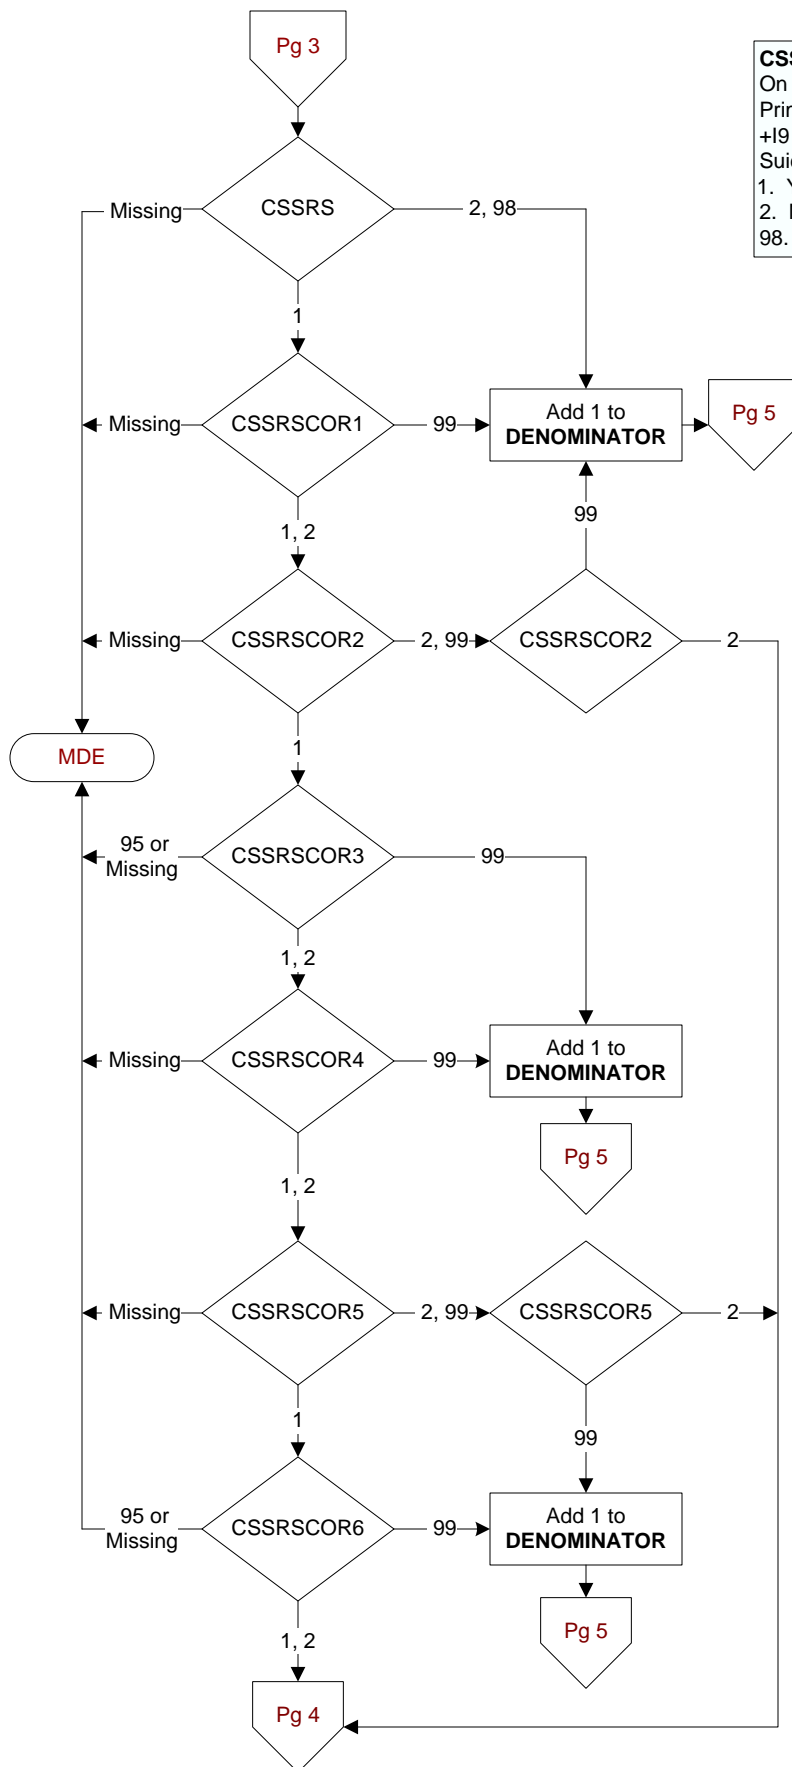 Pg 3
CSS
On
Prin
+I9
Suic
1.
2.
98.
CSSRS
Missing
2, 98
1
CSSRSCOR1
Missing
99
Add 1 to
DENOMINATOR
Pg 5
1, 2
99
CSSRSCOR2
Missing
2, 99
CSSRSCOR2
2
MDE
1
CSSRSCOR3
95 or
Missing
99
1, 2
CSSRSCOR4
Missing
99
Add 1 to
DENOMINATOR
Pg 5
1, 2
CSSRSCOR5
Missing
2, 99
CSSRSCOR5
2
1
99
CSSRSCOR6
95 or
Missing
99
Add 1 to
DENOMINATOR
Pg 5
1, 2
Pg 4